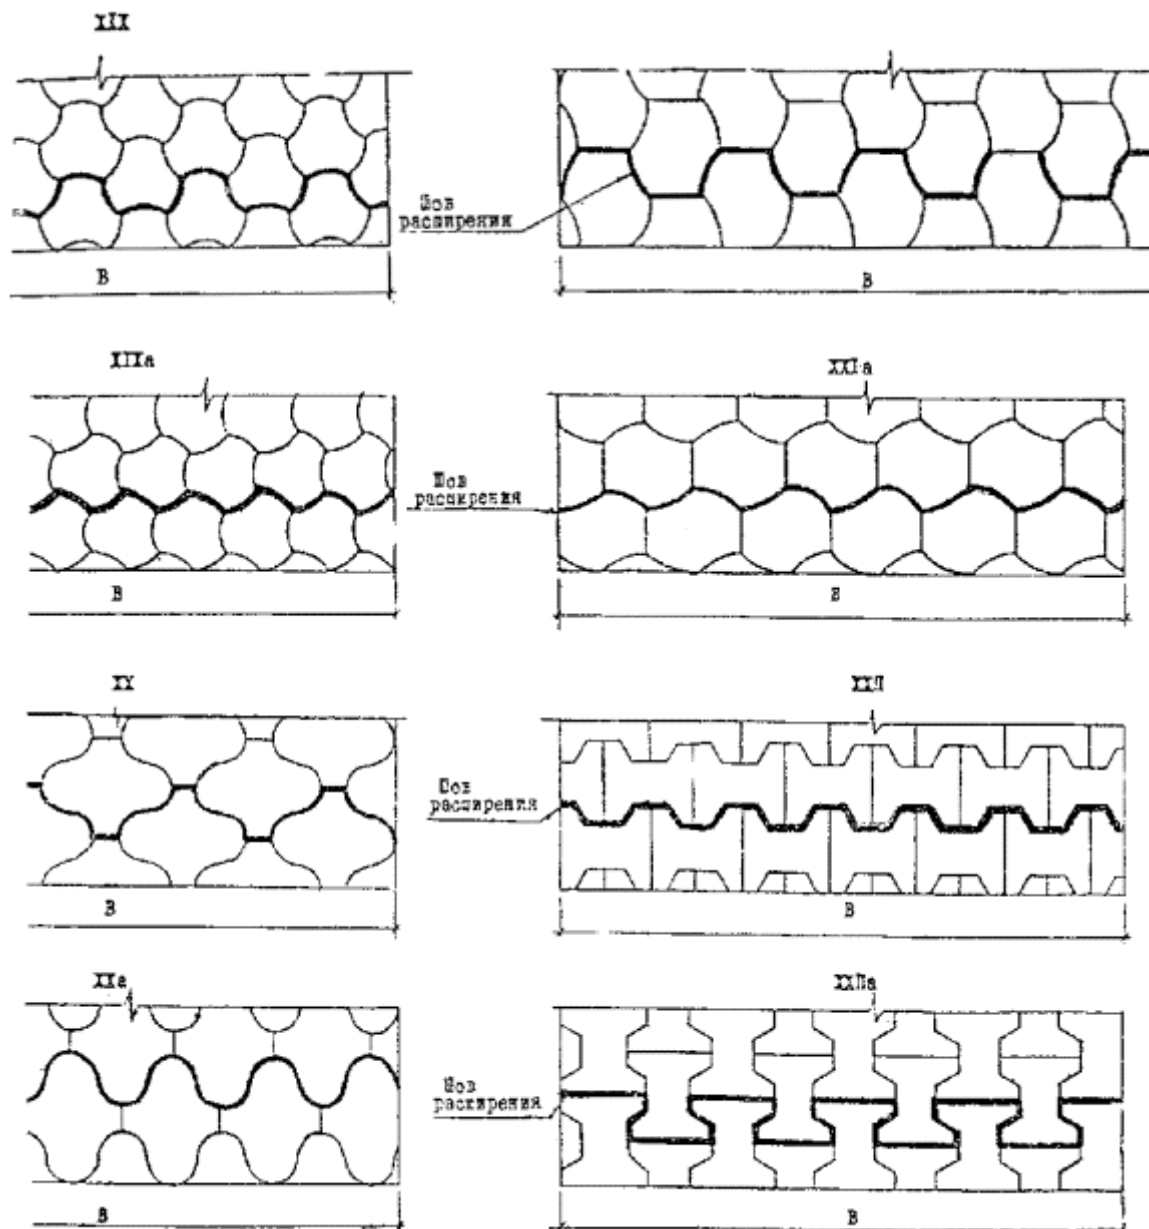 XIX
Шов
расширения
В
В
XIXа
XXIа
Шов
расширения
В
В
XX
XXII
Шов
расширения
В
В
XXа
XXIIа
Шов
расширения
В
В